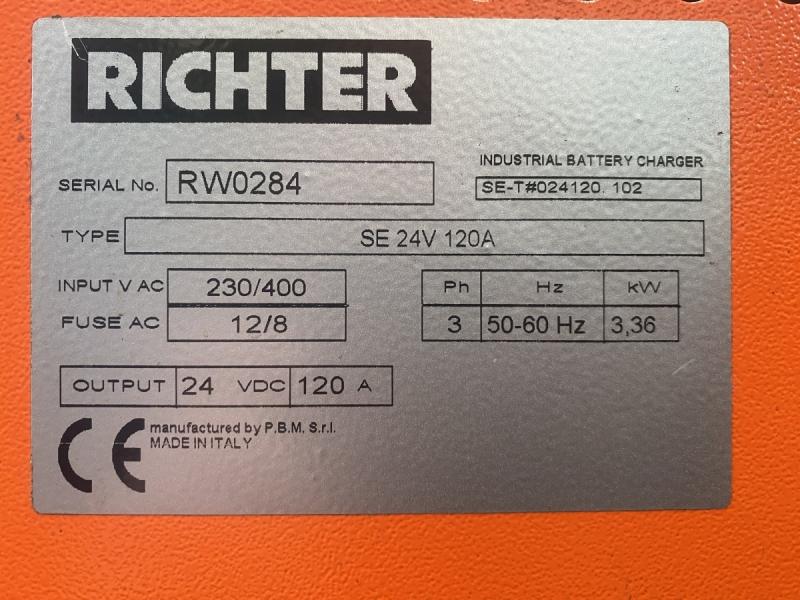 RICHTER
INDUSTRIAL BATTERY CHARGER
SERIAL No. RW0284 SE-T#024120. 102
TYPE SE 24V 120A
INPUT V AC 230/400 Ph Hz kW
FUSE AC 12/8 3 50-60 Hz 3,36
OUTPUT 24 VDC 120 A
CE manufactured by P.B.M. S.r.l.
MADE IN ITALY